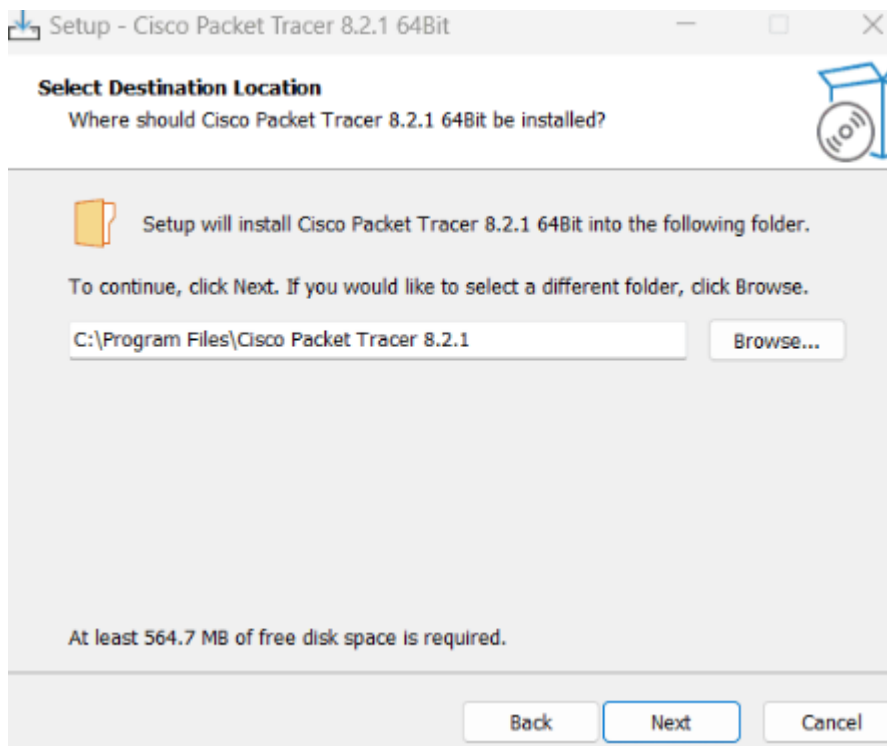 Setup - Cisco Packet Tracer 8.2.1 64Bit
Select Destination Location
Where should Cisco Packet Tracer 8.2.1 64Bit be installed?
Setup will install Cisco Packet Tracer 8.2.1 64Bit into the following folder.
To continue, click Next. If you would like to select a different folder, click Browse.
C:\Program Files\Cisco Packet Tracer 8.2.1
Browse...
At least 564.7 MB of free disk space is required.
Back Next Cancel